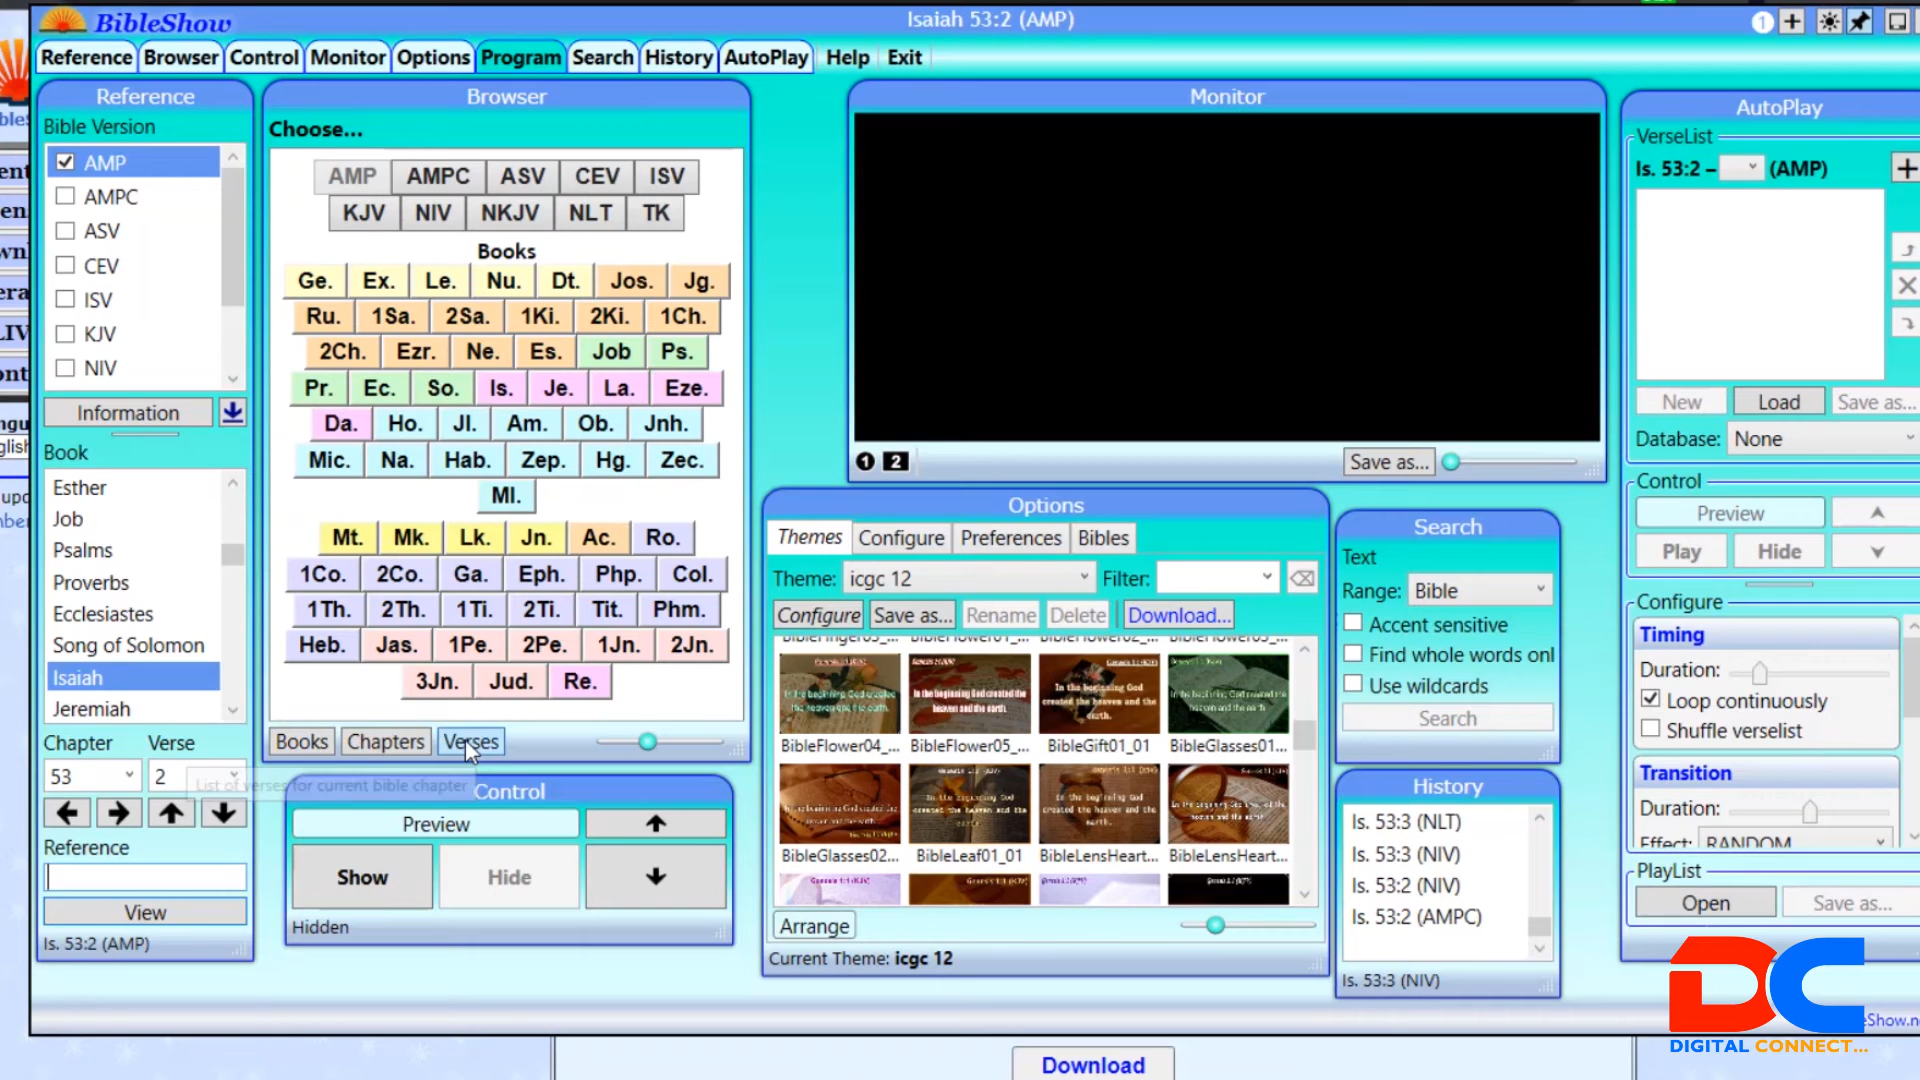 BibleShow
Isaiah 53:2 (AMP)
Reference Browser Control Monitor Options Program Search History AutoPlay Help Exit
Reference
Bible Version
AMP
AMPC
ASV
CEV
ISV
KJV
NIV
Information
Book
Esther
Job
Psalms
Proverbs
Ecclesiastes
Song of Solomon
Isaiah
Jeremiah
Chapter Verse
53 2
Reference
View
Is. 53:2 (AMP)
Browser
Choose...
AMP AMPC ASV CEV ISV
KJV NIV NKJV NLT TK
Books
Ge. Ex. Le. Nu. Dt. Jos. Jg.
Ru. 1Sa. 2Sa. 1Ki. 2Ki. 1Ch.
2Ch. Ezr. Ne. Es. Job Ps.
Pr. Ec. So. Is. Je. La. Eze.
Da. Ho. Jl. Am. Ob. Jnh.
Mic. Na. Hab. Zep. Hg. Zec.
Ml.
Mt. Mk. Lk. Jn. Ac. Ro.
1Co. 2Co. Ga. Eph. Php. Col.
1Th. 2Th. 1Ti. 2Ti. Tit. Phm.
Heb. Jas. 1Pe. 2Pe. 1Jn. 2Jn.
3Jn. Jud. Re.
Books Chapters Verses
List of verses for current bible chapter
Control
Preview
Show Hide
Hidden
Monitor
1 2
Save as...
Options
Themes Configure Preferences Bibles
Theme: icgc 12 Filter:
Configure Save as... Rename Delete Download...
BibleFlower04_... BibleFlower05_... BibleGift01_01 BibleGlasses01...
BibleGlasses02... BibleLeaf01_01 BibleLensHeart... BibleLensHeart...
Arrange
Current Theme: icgc 12
Search
Text
Range: Bible
Accent sensitive
Find whole words onl
Use wildcards
Search
History
Is. 53:3 (NLT)
Is. 53:3 (NIV)
Is. 53:2 (NIV)
Is. 53:2 (AMPC)
Is. 53:3 (NIV)
AutoPlay
VerseList
Is. 53:2 – (AMP)
New Load Save as...
Database: None
Control
Preview
Play Hide
Configure
Timing
Duration:
Loop continuously
Shuffle verselist
Transition
Duration:
Effect: RANDOM
PlayList
Open Save as...
DC
DIGITAL CONNECT...
Download